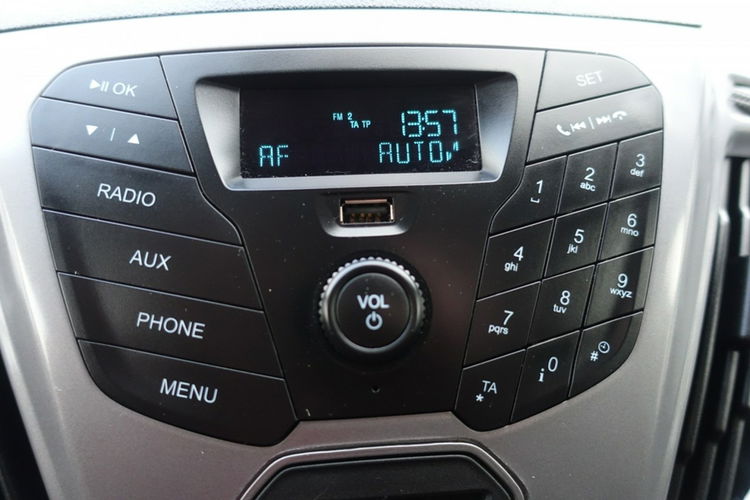 OK
SET
FM 2
TA TP
13:57
AF AUTO
RADIO
AUX
PHONE
MENU
VOL
1
2 abc
3 def
4 ghi
5 jkl
6 mno
7 pqrs
8 tuv
9 wxyz
TA *
i 0
#